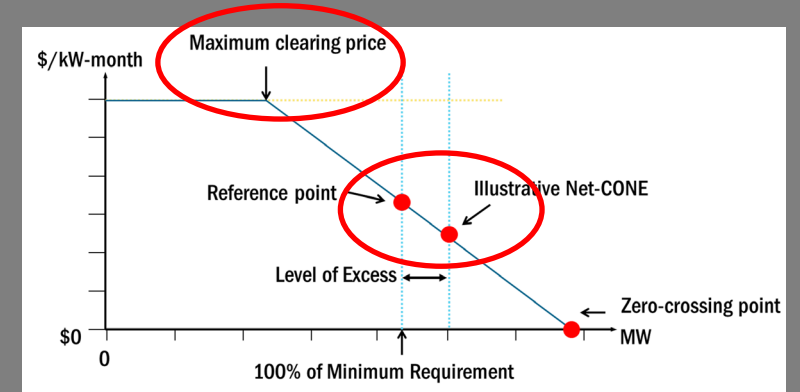 Maximum clearing price
$/kW-month
Reference point
Illustrative Net-CONE
Level of Excess
Zero-crossing point
$0
MW
0
100% of Minimum Requirement